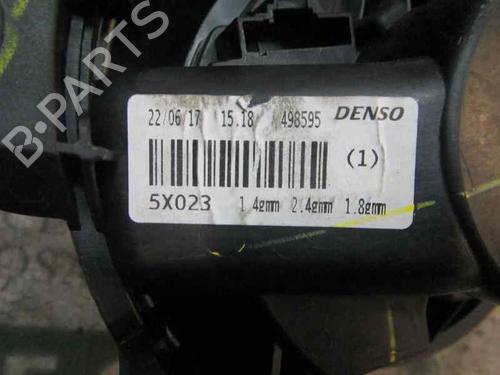 22/06/17 15.18 498595 DENSO
(1)
5X023 1.4gmm 2.4gmm 1.8gmm
B-PARTS